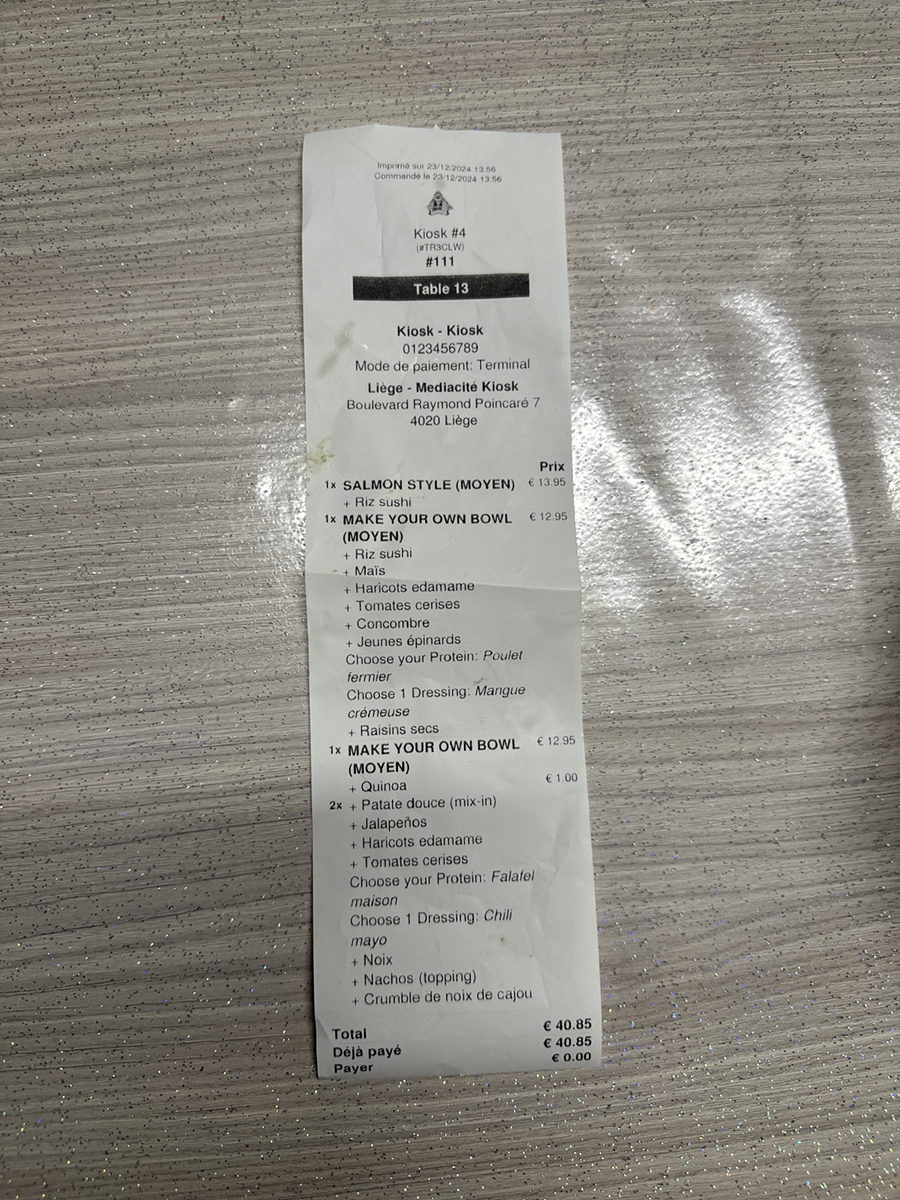 Imprimé sur 23/12/2024 13:56
Commandé le 23/12/2024 13:56
Kiosk #4
(#TR3CLW)
#111
Table 13
Kiosk - Kiosk
0123456789
Mode de paiement: Terminal
Liège - Mediacité Kiosk
Boulevard Raymond Poincaré 7
4020 Liège
Prix
1x SALMON STYLE (MOYEN) € 13.95
+ Riz sushi
1x MAKE YOUR OWN BOWL € 12.95
(MOYEN)
+ Riz sushi
+ Maïs
+ Haricots edamame
+ Tomates cerises
+ Concombre
+ Jeunes épinards
Choose your Protein: Poulet
fermier
Choose 1 Dressing: Mangue
crémeuse
+ Raisins secs
1x MAKE YOUR OWN BOWL € 12.95
(MOYEN)
+ Quinoa € 1.00
2x + Patate douce (mix-in)
+ Jalapeños
+ Haricots edamame
+ Tomates cerises
Choose your Protein: Falafel
maison
Choose 1 Dressing: Chili
mayo
+ Noix
+ Nachos (topping)
+ Crumble de noix de cajou
Total € 40.85
Déjà payé € 40.85
Payer € 0.00